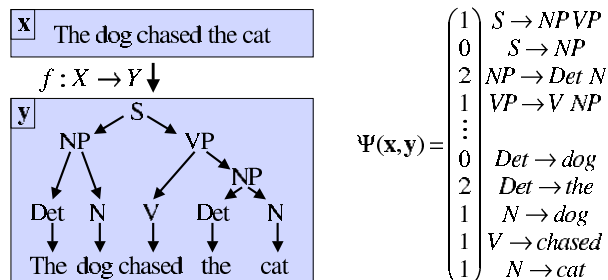 x
The dog chased the cat
f : X → Y
y
S
NP VP
NP
Det N V Det N
The dog chased the cat
Ψ(x,y) =
1 S → NP VP
0 S → NP
2 NP → Det N
1 VP → V NP
⋮
0 Det → dog
2 Det → the
1 N → dog
1 V → chased
1 N → cat